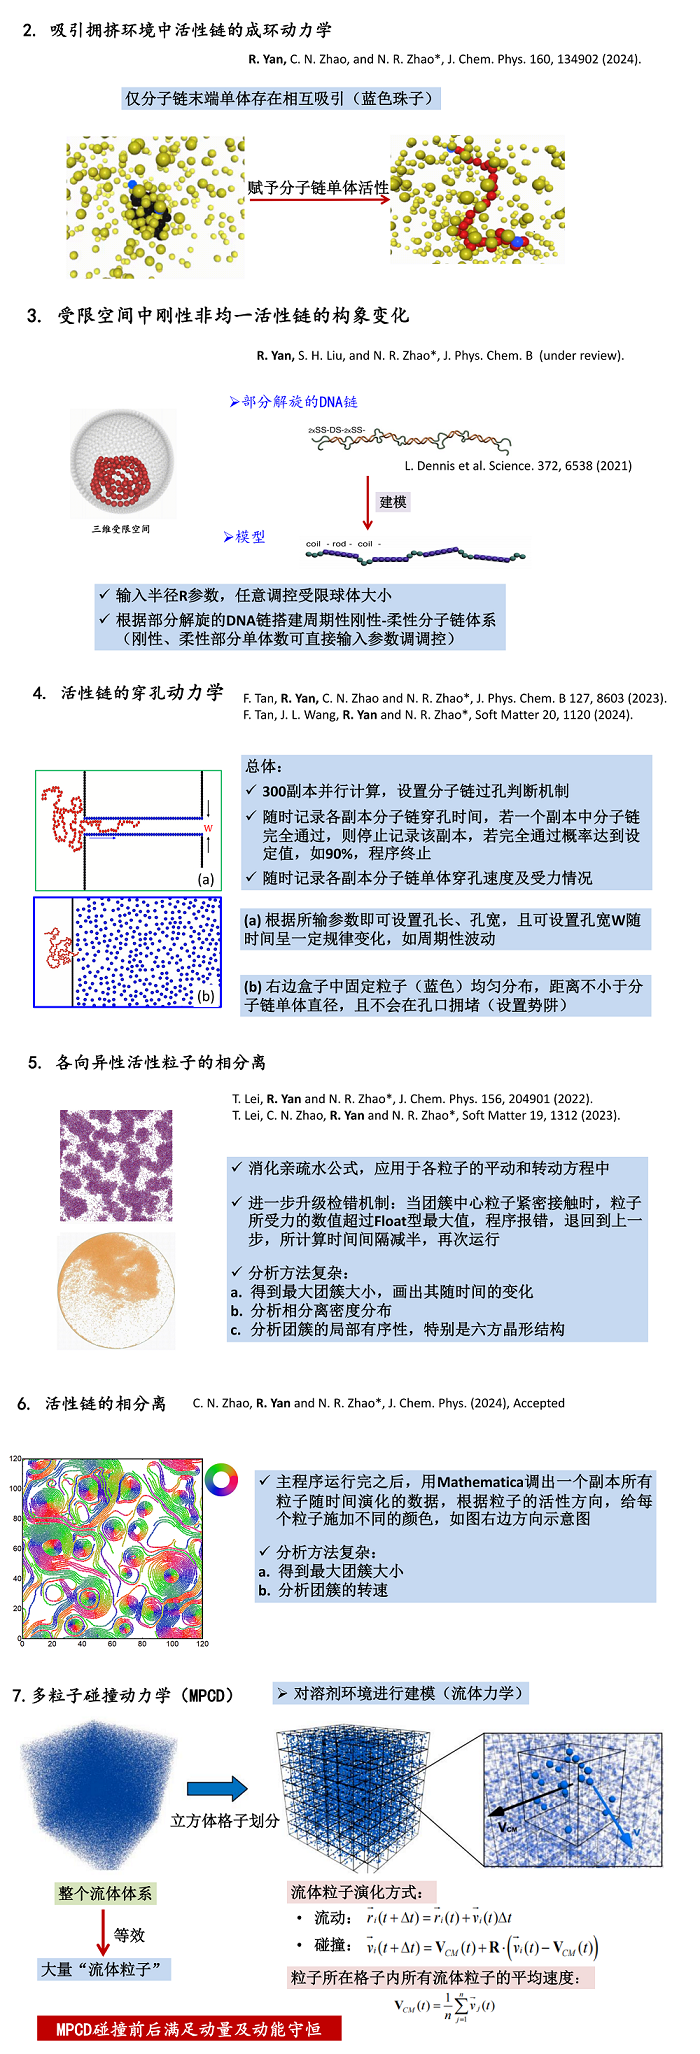 2. 吸引拥挤环境中活性链的成环动力学
R. Yan, C. N. Zhao, and N. R. Zhao*, J. Chem. Phys. 160, 134902 (2024).
仅分子链末端单体存在相互吸引（蓝色珠子）
赋予分子链单体活性
3. 受限空间中刚性非均一活性链的构象变化
R. Yan, S. H. Liu, and N. R. Zhao*, J. Phys. Chem. B (under review).
➢部分解旋的DNA链
2xSS-DS-2xSS-
L. Dennis et al. Science. 372, 6538 (2021)
三维受限空间
建模
➢模型
coil - rod - coil -
✓ 输入半径R参数，任意调控受限球体大小
✓ 根据部分解旋的DNA链搭建周期性刚性-柔性分子链体系
（刚性、柔性部分单体数可直接输入参数调调控）
4. 活性链的穿孔动力学
F. Tan, R. Yan, C. N. Zhao and N. R. Zhao*, J. Phys. Chem. B 127, 8603 (2023).
F. Tan, J. L. Wang, R. Yan and N. R. Zhao*, Soft Matter 20, 1120 (2024).
总体：
✓ 300副本并行计算，设置分子链过孔判断机制
✓ 随时记录各副本分子链穿孔时间，若一个副本中分子链
完全通过，则停止记录该副本，若完全通过概率达到设
定值，如90%，程序终止
✓ 随时记录各副本分子链单体穿孔速度及受力情况
W
(a)
(a) 根据所输参数即可设置孔长、孔宽，且可设置孔宽W随
时间呈一定规律变化，如周期性波动
(b)
(b) 右边盒子中固定粒子（蓝色）均匀分布，距离不小于分
子链单体直径，且不会在孔口拥堵（设置势阱）
5. 各向异性活性粒子的相分离
T. Lei, R. Yan and N. R. Zhao*, J. Chem. Phys. 156, 204901 (2022).
T. Lei, C. N. Zhao, R. Yan and N. R. Zhao*, Soft Matter 19, 1312 (2023).
✓ 消化亲疏水公式，应用于各粒子的平动和转动方程中
✓ 进一步升级检错机制：当团簇中心粒子紧密接触时，粒子
所受力的数值超过Float型最大值，程序报错，退回到上一
步，所计算时间间隔减半，再次运行
✓ 分析方法复杂：
a. 得到最大团簇大小，画出其随时间的变化
b. 分析相分离密度分布
c. 分析团簇的局部有序性，特别是六方晶形结构
6. 活性链的相分离
C. N. Zhao, R. Yan and N. R. Zhao*, J. Chem. Phys. (2024), Accepted
120
100
80
60
40
20
0
0 20 40 60 80 100 120
✓ 主程序运行完之后，用Mathematica调出一个副本所有
粒子随时间演化的数据，根据粒子的活性方向，给每
个粒子施加不同的颜色，如图右边方向示意图
✓ 分析方法复杂：
a. 得到最大团簇大小
b. 分析团簇的转速
7. 多粒子碰撞动力学（MPCD）
➢ 对溶剂环境进行建模（流体力学）
立方体格子划分
V_CM
v
整个流体体系
等效
大量“流体粒子”
流体粒子演化方式：
• 流动： r⃗_i(t+Δt)=r⃗_i(t)+v⃗_i(t)Δt
• 碰撞： v⃗_i(t+Δt)=V_CM(t)+R·(v⃗_i(t)−V_CM(t))
粒子所在格子内所有流体粒子的平均速度：
V_CM(t)=1/n ∑_{j=1}^{n} v⃗_j(t)
MPCD碰撞前后满足动量及动能守恒